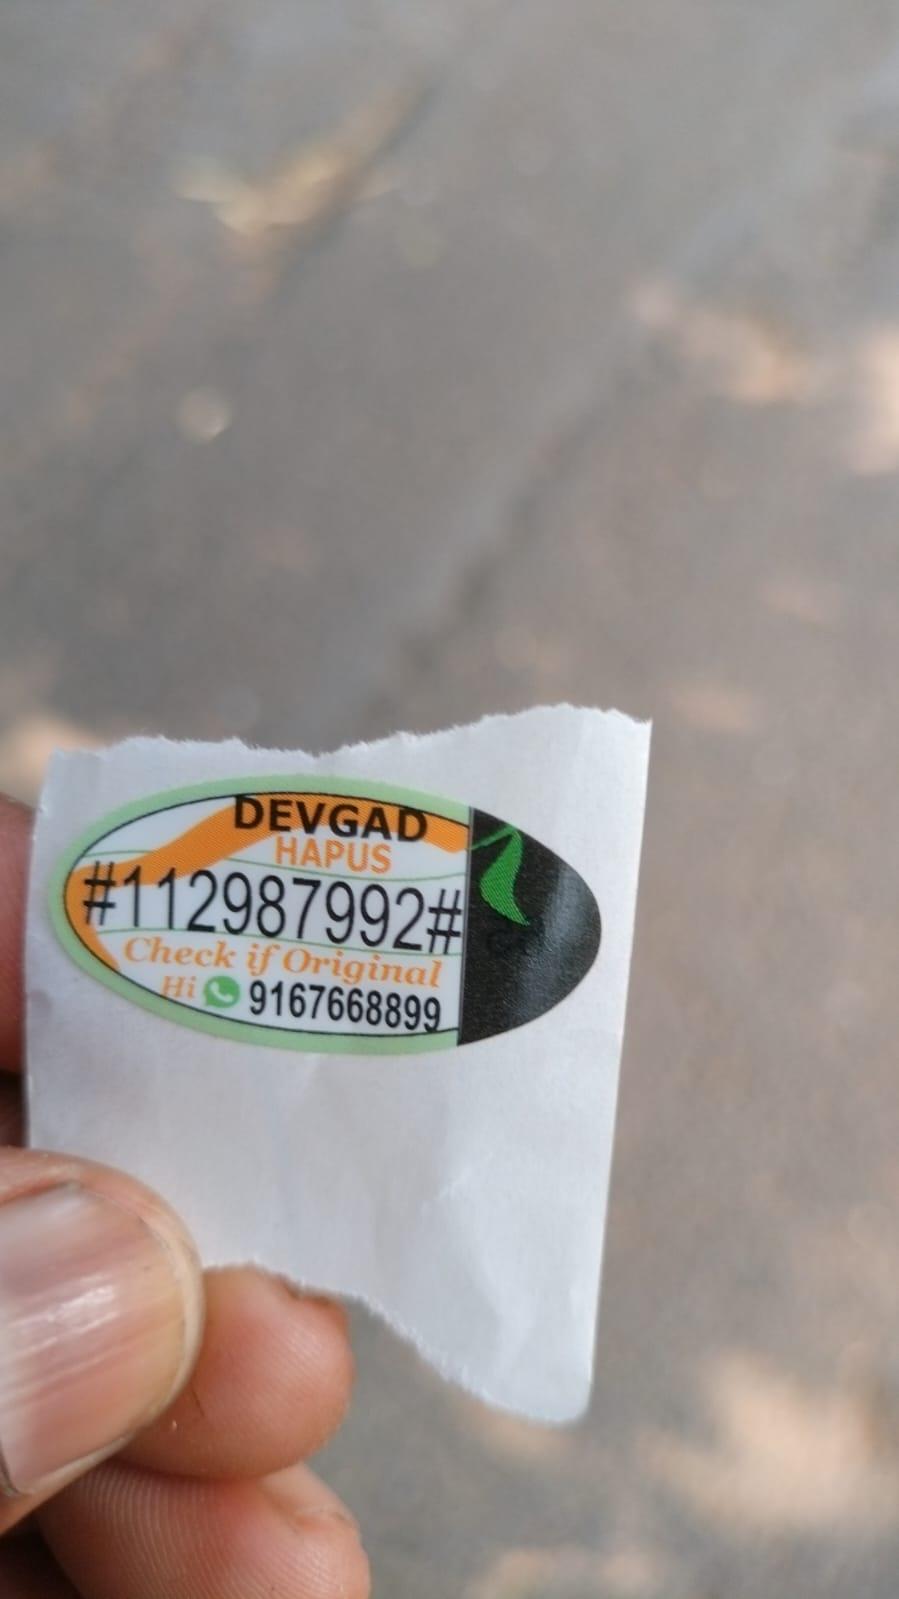 DEVGAD
HAPUS
#112987992#
Check if Original
Hi 9167668899